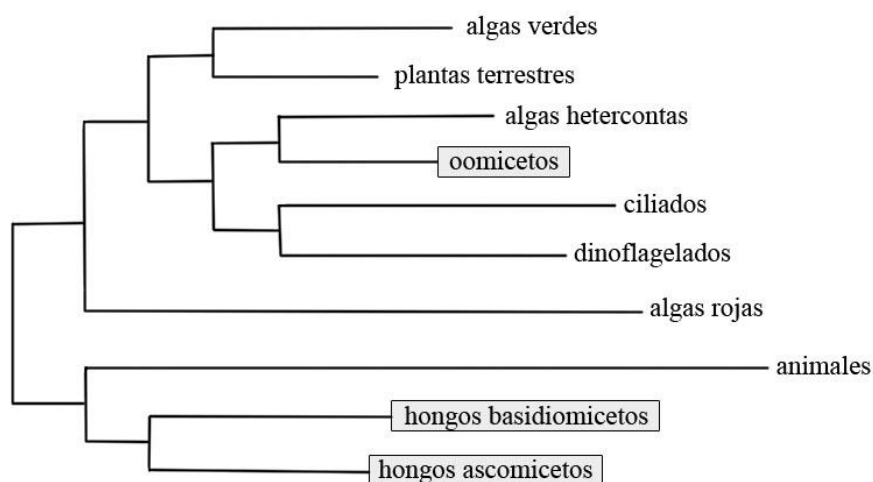 algas verdes
plantas terrestres
algas hetercontas
oomicetos
ciliados
dinoflagelados
algas rojas
animales
hongos basidiomicetos
hongos ascomicetos